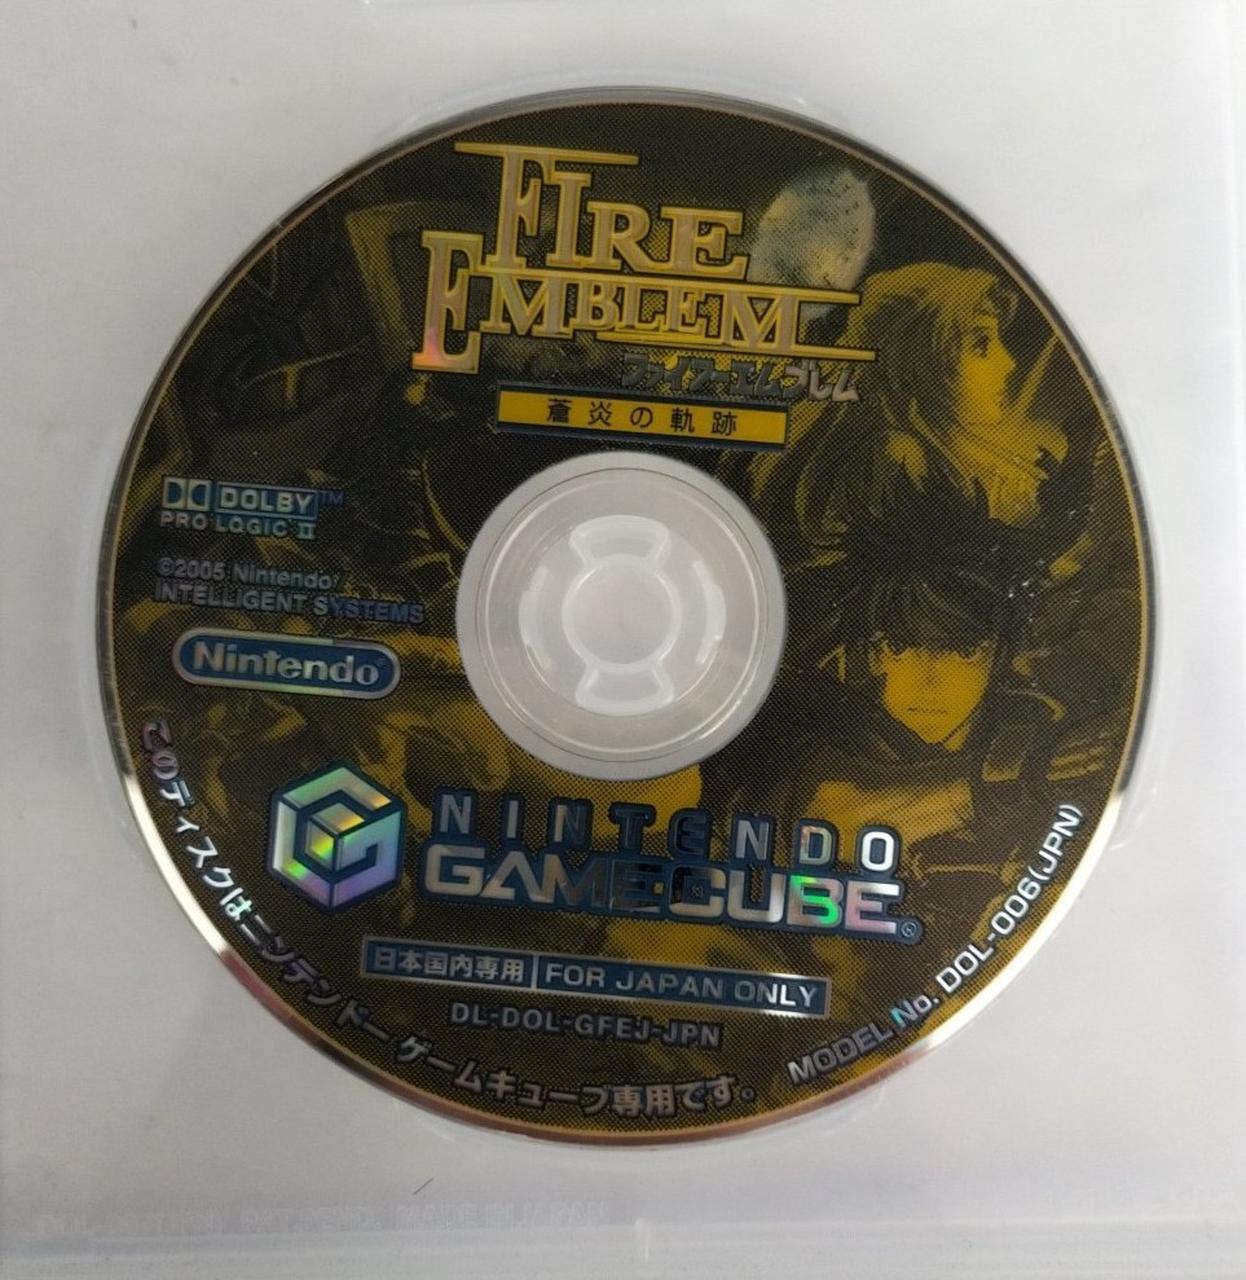 FIRE
EMBLEM
ファイアーエムブレム
蒼炎の軌跡
DOLBY™
PRO LOGIC II
©2005 Nintendo/
INTELLIGENT SYSTEMS
Nintendo®
NINTENDO
GAMECUBE®
日本国内専用 FOR JAPAN ONLY
DL-DOL-GFEJ-JPN
このディスクはニンテンドーゲームキューブ専用です。
MODEL No. DOL-006(JPN)
MADE IN JAPAN